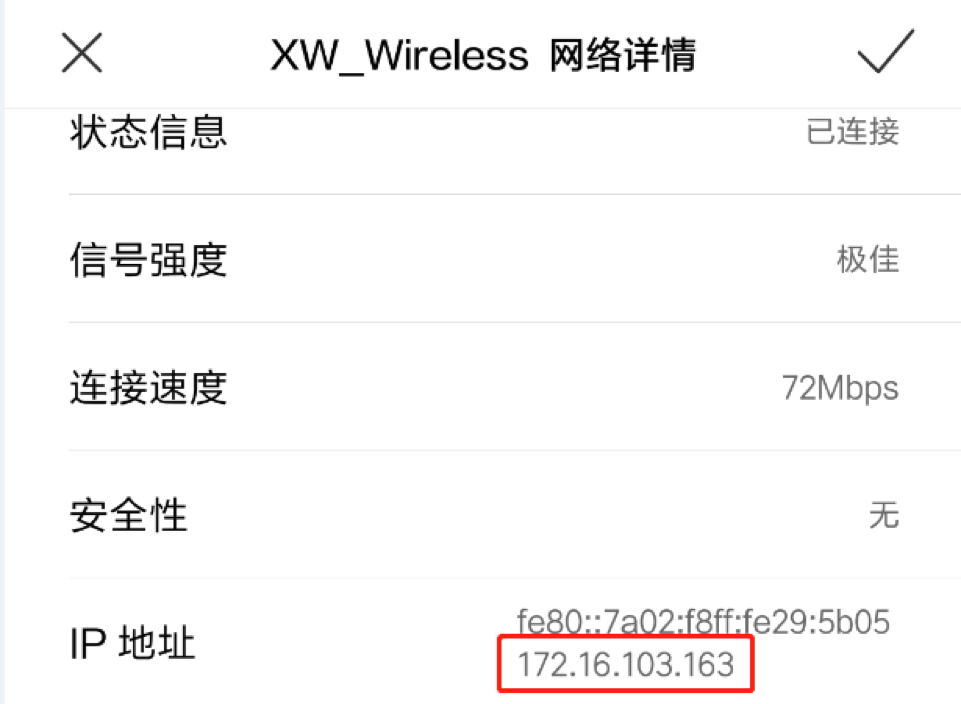 XW_Wireless 网络详情
状态信息 已连接
信号强度 极佳
连接速度 72Mbps
安全性 无
IP 地址 fe80::7a02:f8ff:fe29:5b05
172.16.103.163